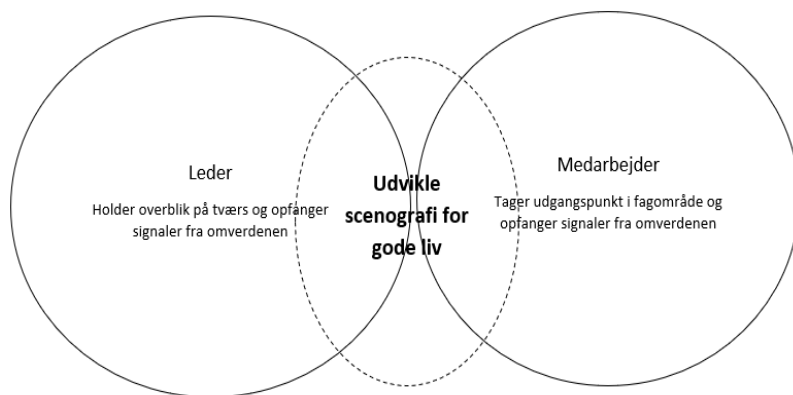 Leder
Holder overblik på tværs og opfanger
signaler fra omverdenen
Udvikle
scenografi for
gode liv
Medarbejder
Tager udgangspunkt i fagområde og
opfanger signaler fra omverdenen